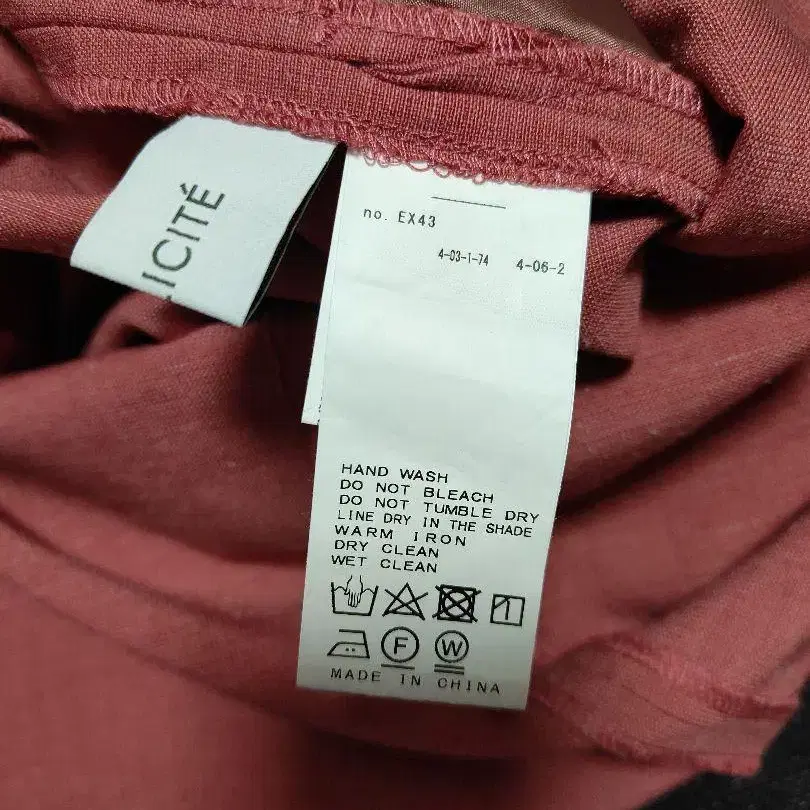 ICITÉ
no. EX43
4-03-1-74 4-06-2
HAND WASH
DO NOT BLEACH
DO NOT TUMBLE DRY
LINE DRY IN THE SHADE
WARM IRON
DRY CLEAN
WET CLEAN
F W
MADE IN CHINA